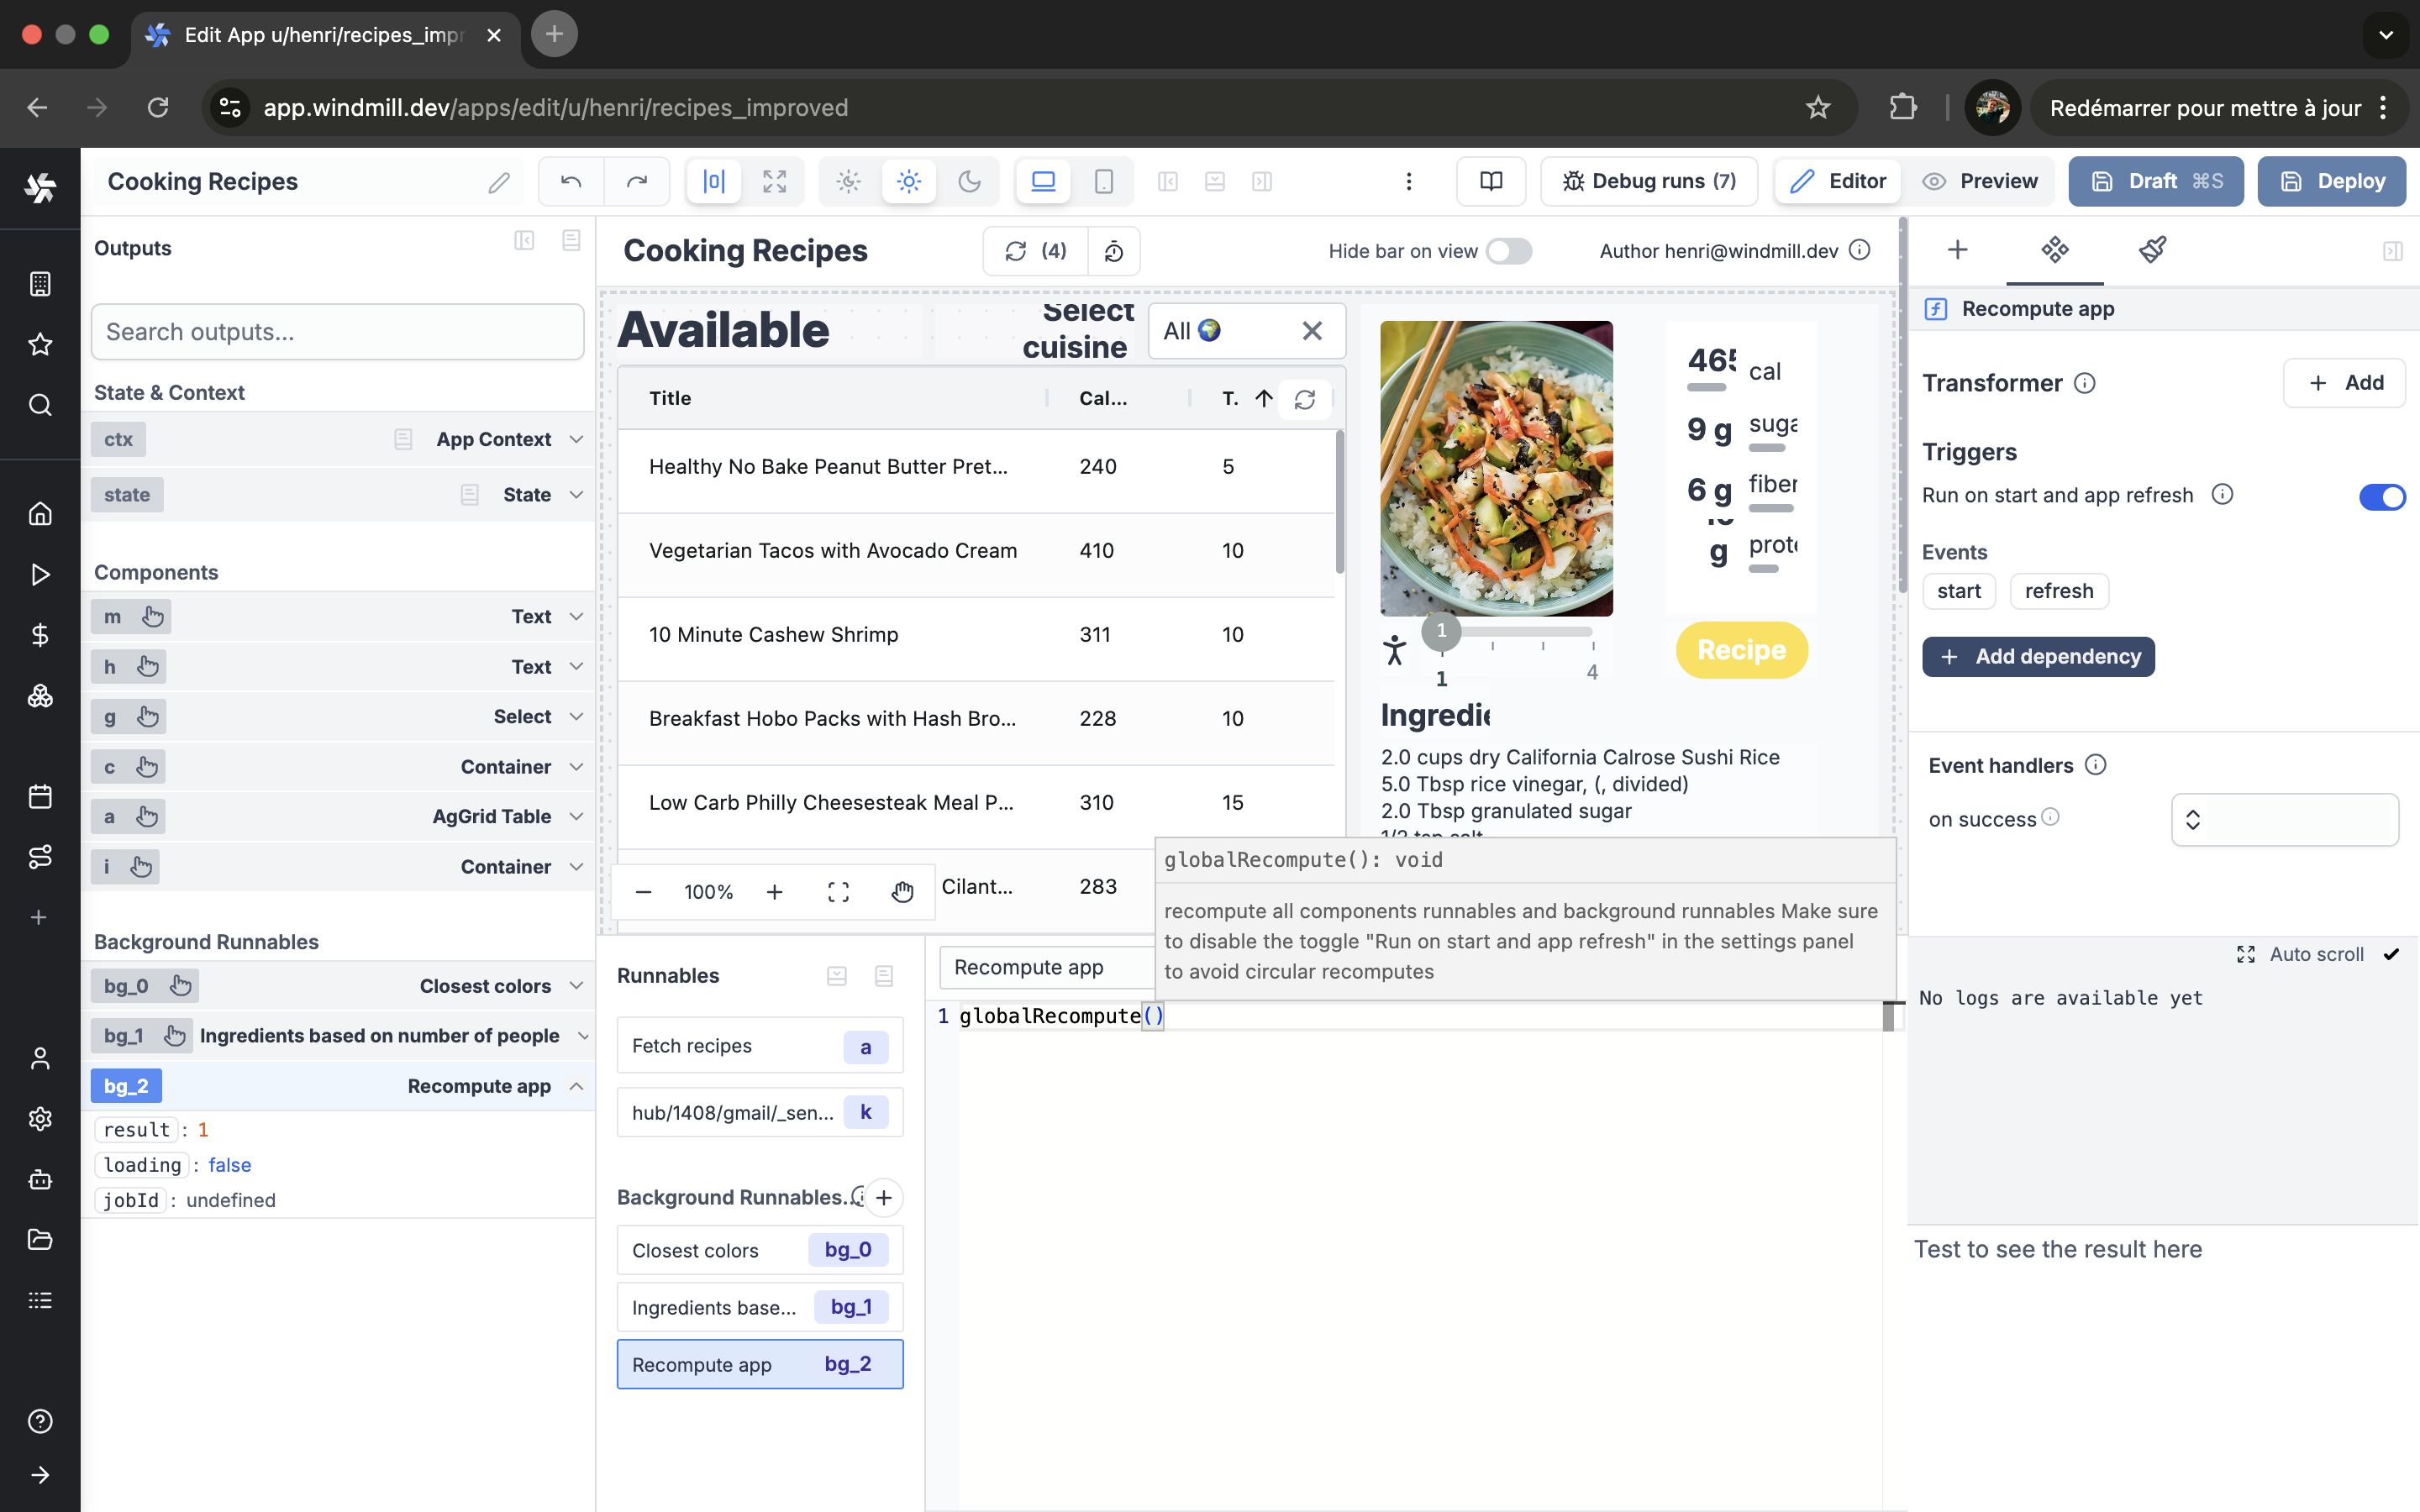 Edit App u/henri/recipes_impr
app.windmill.dev/apps/edit/u/henri/recipes_improved
Redémarrer pour mettre à jour
Cooking Recipes
Debug runs (7)
Editor
Preview
Draft ⌘S
Deploy
Outputs
Search outputs...
State & Context
ctx
App Context
state
State
Components
m
Text
h
Text
g
Select
c
Container
a
AgGrid Table
i
Container
Background Runnables
bg_0
Closest colors
bg_1
Ingredients based on number of people
bg_2
Recompute app
result : 1
loading : false
jobId : undefined
Cooking Recipes
(4)
Hide bar on view
Author henri@windmill.dev
Available
Select
cuisine
All 🌍
Title
Cal...
T.
Healthy No Bake Peanut Butter Pret...
240
5
Vegetarian Tacos with Avocado Cream
410
10
10 Minute Cashew Shrimp
311
10
Breakfast Hobo Packs with Hash Bro...
228
10
Low Carb Philly Cheesesteak Meal P...
310
15
Cilant...
283
100%
465 cal
9 g
6 g fiber
g
1
1
4
Recipe
2.0 cups dry California Calrose Sushi Rice
5.0 Tbsp rice vinegar, (, divided)
2.0 Tbsp granulated sugar
globalRecompute(): void
recompute all components runnables and background runnables Make sure
to disable the toggle "Run on start and app refresh" in the settings panel
to avoid circular recomputes
Runnables
Fetch recipes
a
hub/1408/gmail/_sen...
k
Background Runnables...
Closest colors
bg_0
Ingredients base...
bg_1
Recompute app
bg_2
Recompute app
1 globalRecompute()
Recompute app
Transformer
Add
Triggers
Run on start and app refresh
Events
start
refresh
Add dependency
Event handlers
on success
Auto scroll
No logs are available yet
Test to see the result here